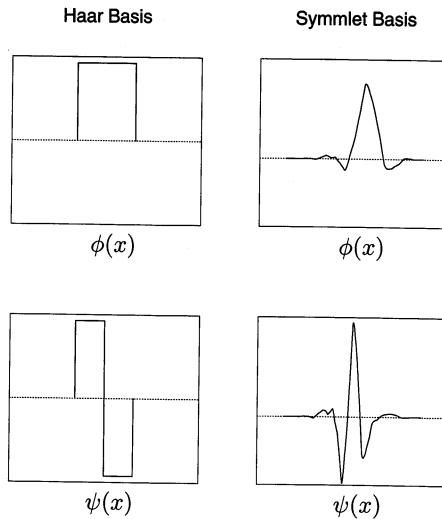 Haar Basis
Symmlet Basis
ϕ(x)
ϕ(x)
ψ(x)
ψ(x)